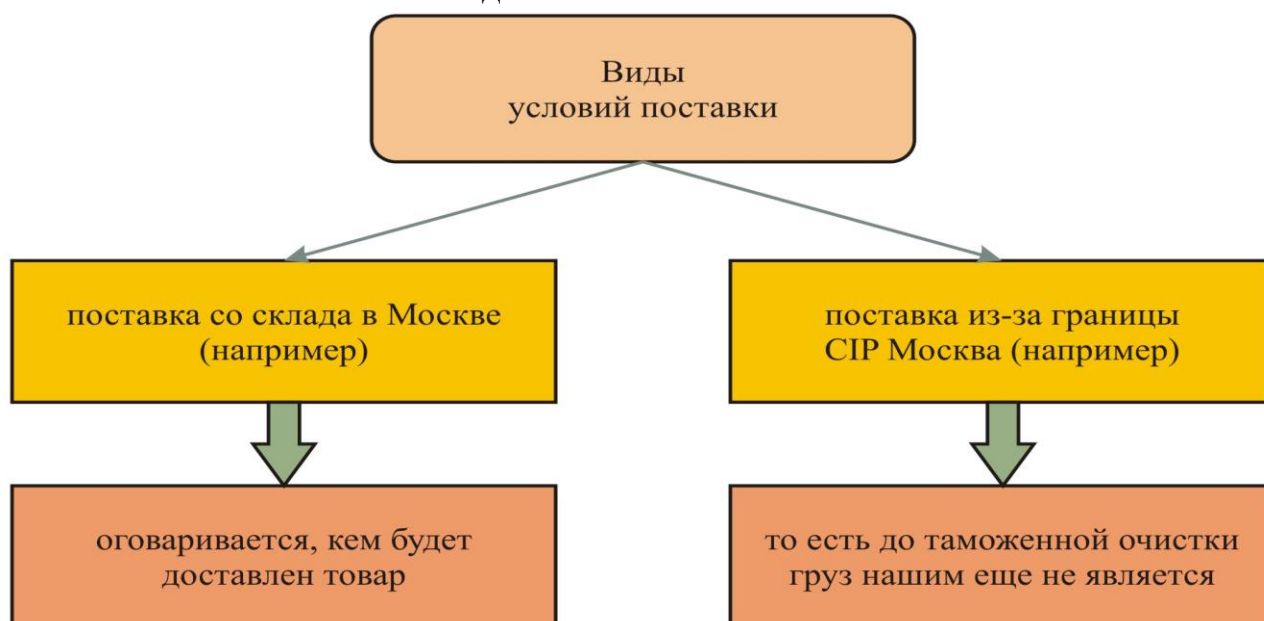 Виды
условий поставки
поставка со склада в Москве
(например)
поставка из-за границы
CIP Москва (например)
оговаривается, кем будет
доставлен товар
то есть до таможенной очистки
груз нашим еще не является